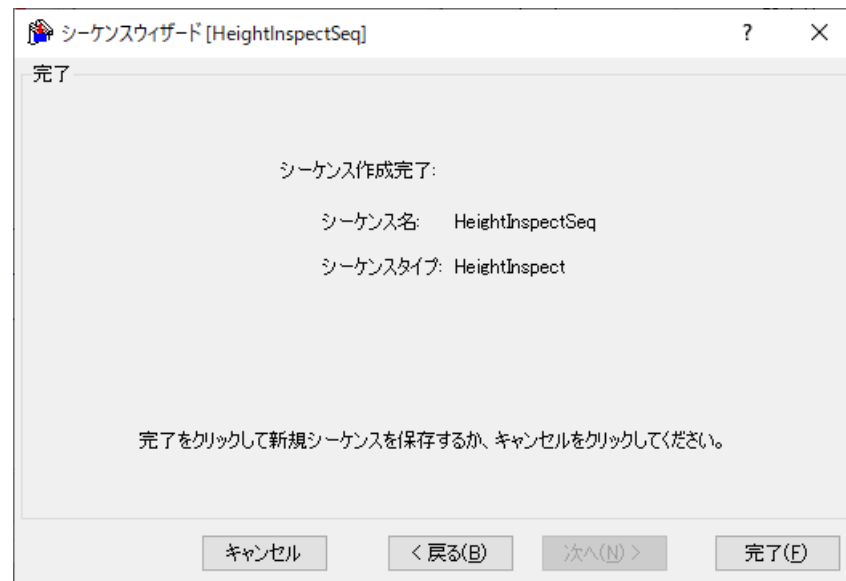 シーケンスウィザード [HeightInspectSeq]
? ×
完了
シーケンス作成完了:
シーケンス名: HeightInspectSeq
シーケンスタイプ: HeightInspect
完了をクリックして新規シーケンスを保存するか、キャンセルをクリックしてください。
キャンセル < 戻る(B) 次へ(N) > 完了(F)